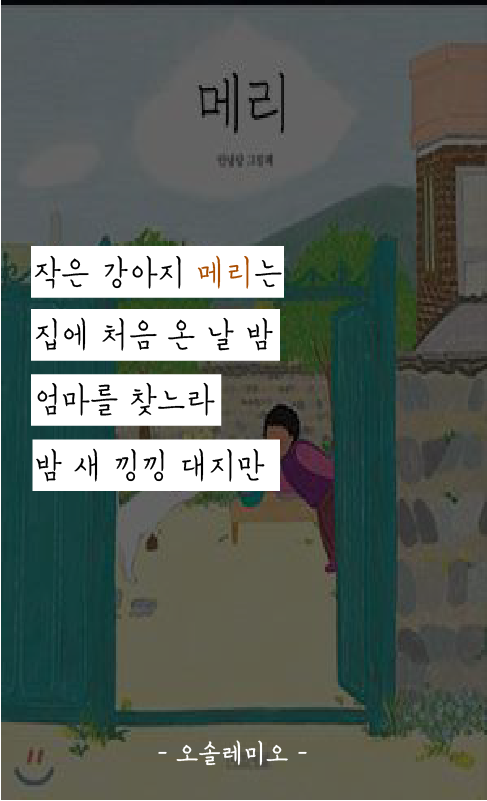 메리
안녕달 그림책
작은 강아지 메리는
집에 처음 온 날 밤
엄마를 찾느라
밤 새 낑낑 대지만
- 오솔레미오 -